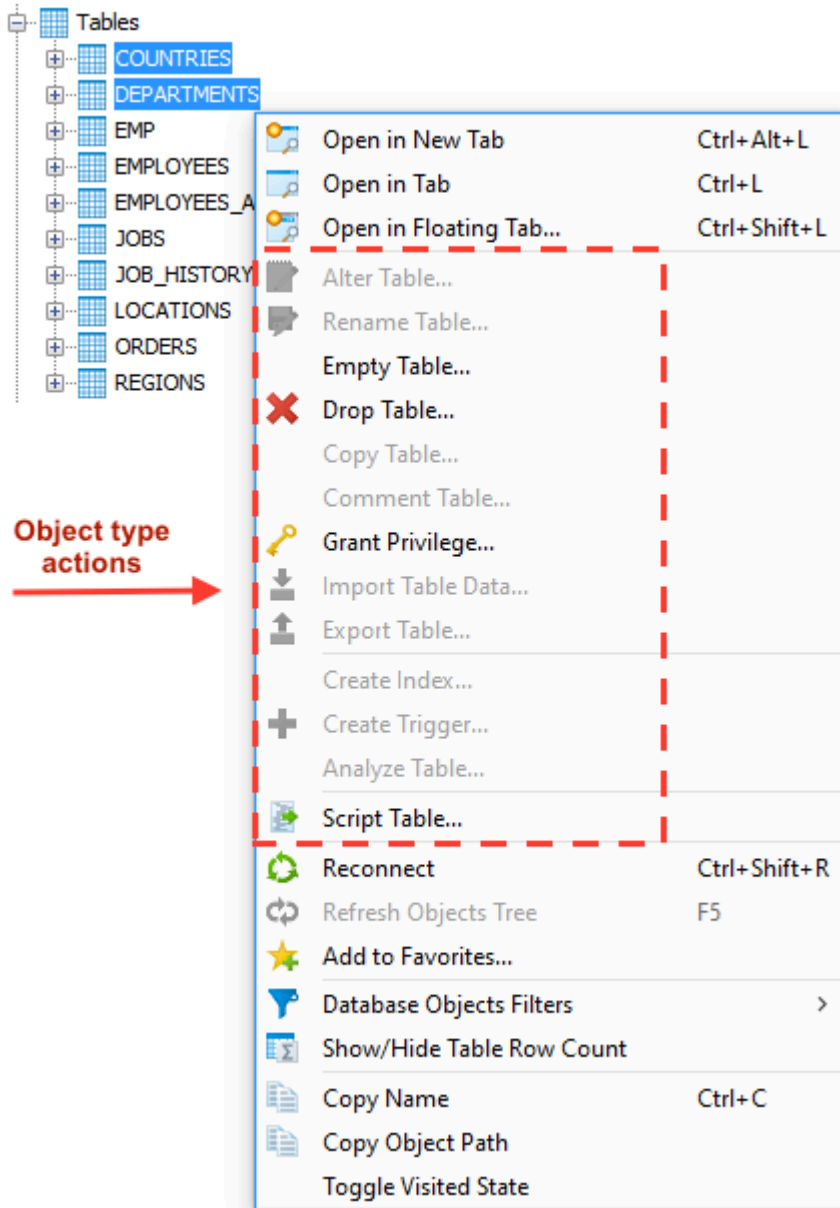 Tables
COUNTRIES
DEPARTMENTS
EMP
EMPLOYEES
EMPLOYEES_A
JOBS
JOB_HISTORY
LOCATIONS
ORDERS
REGIONS
Object type
actions
Open in New Tab Ctrl+Alt+L
Open in Tab Ctrl+L
Open in Floating Tab... Ctrl+Shift+L
Alter Table...
Rename Table...
Empty Table...
Drop Table...
Copy Table...
Comment Table...
Grant Privilege...
Import Table Data...
Export Table...
Create Index...
Create Trigger...
Analyze Table...
Script Table...
Reconnect Ctrl+Shift+R
Refresh Objects Tree F5
Add to Favorites...
Database Objects Filters
Show/Hide Table Row Count
Copy Name Ctrl+C
Copy Object Path
Toggle Visited State